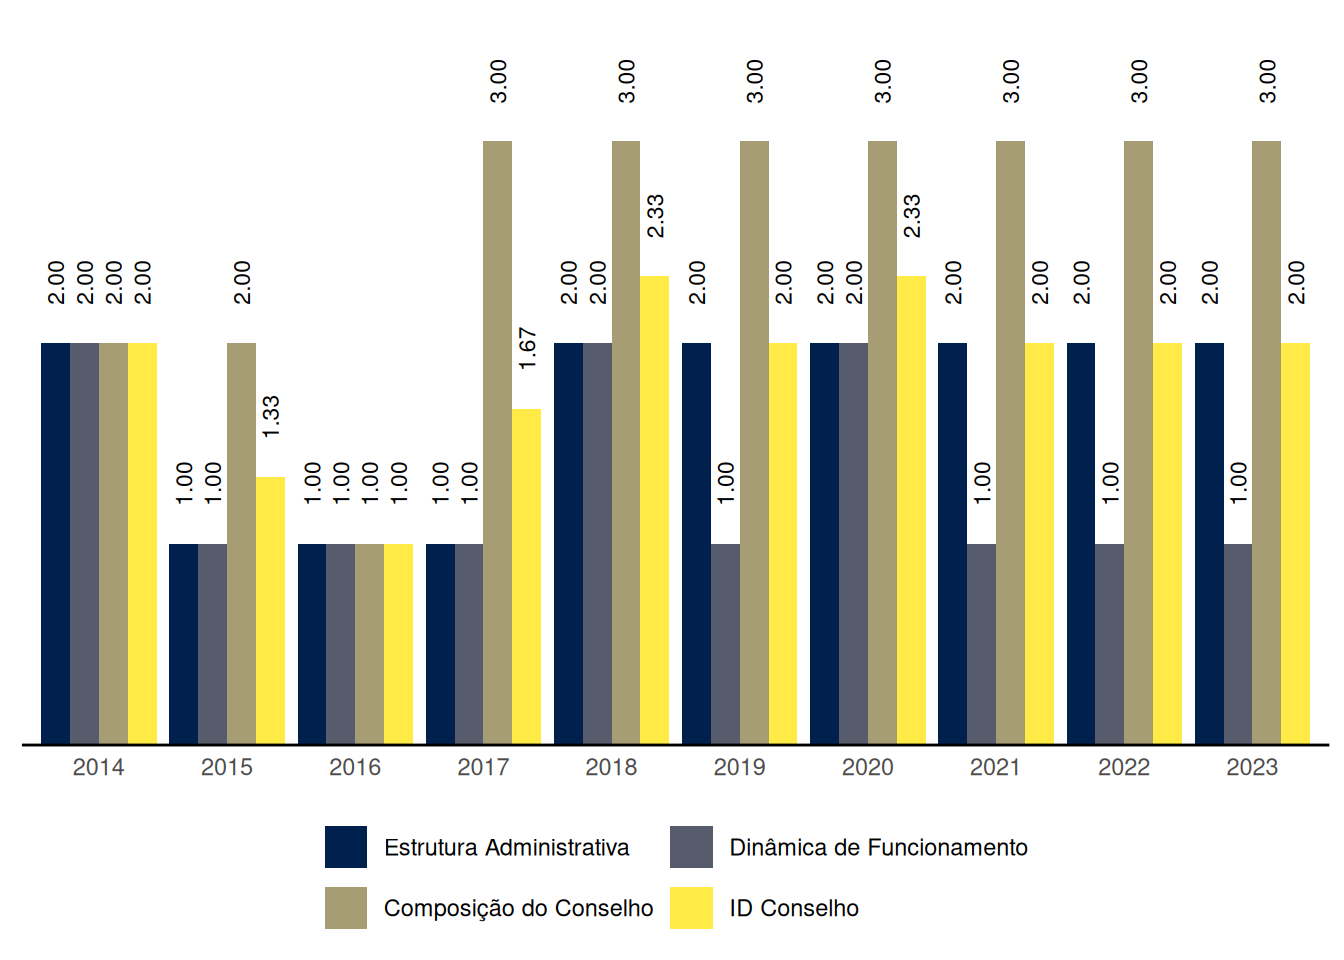 3.00 3.00 3.00 3.00 3.00 3.00 3.00
2.33 2.33
2.00 2.00 2.00 2.00 2.00 2.00 2.00 2.00 2.00 2.00 2.00 2.00 2.00 2.00 2.00 2.00 2.00
1.67
1.33
1.00 1.00 1.00 1.00 1.00 1.00 1.00 1.00 1.00 1.00 1.00 1.00
2014 2015 2016 2017 2018 2019 2020 2021 2022 2023
Estrutura Administrativa Dinâmica de Funcionamento
Composição do Conselho ID Conselho